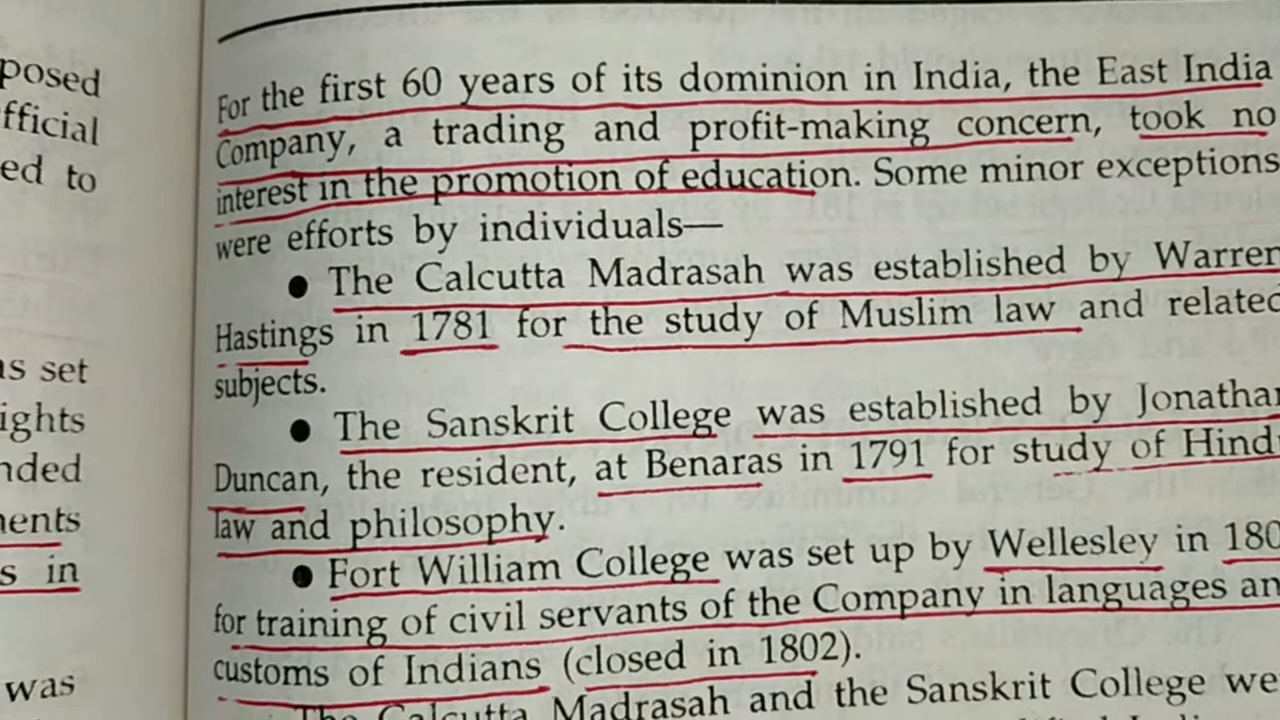 posed
fficial
ed to
s set
ights
nded
ents
s in
was
For the first 60 years of its dominion in India, the East India
Company, a trading and profit-making concern, took no
interest in the promotion of education. Some minor exceptions
were efforts by individuals—
● The Calcutta Madrasah was established by Warren
Hastings in 1781 for the study of Muslim law and related
subjects.
● The Sanskrit College was established by Jonathan
Duncan, the resident, at Benaras in 1791 for study of Hind
law and philosophy.
● Fort William College was set up by Wellesley in 180
for training of civil servants of the Company in languages an
customs of Indians (closed in 1802).
The Calcutta Madrasah and the Sanskrit College we